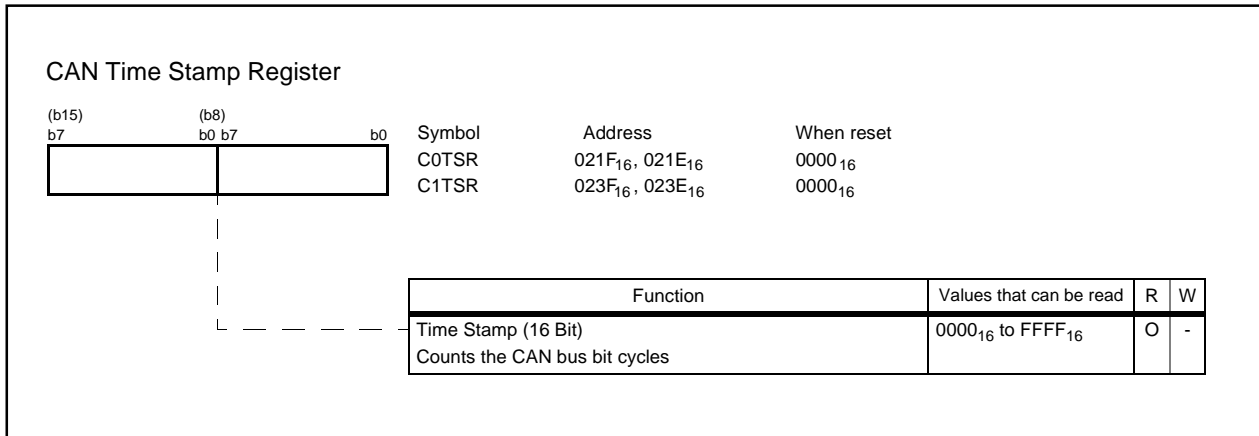 CAN Time Stamp Register
(b15) (b8)
b7 b0 b7 b0 Symbol Address When reset
C0TSR 021F16, 021E16 000016
C1TSR 023F16, 023E16 000016
Function Values that can be read R W
Time Stamp (16 Bit) 000016 to FFFF16 O -
Counts the CAN bus bit cycles